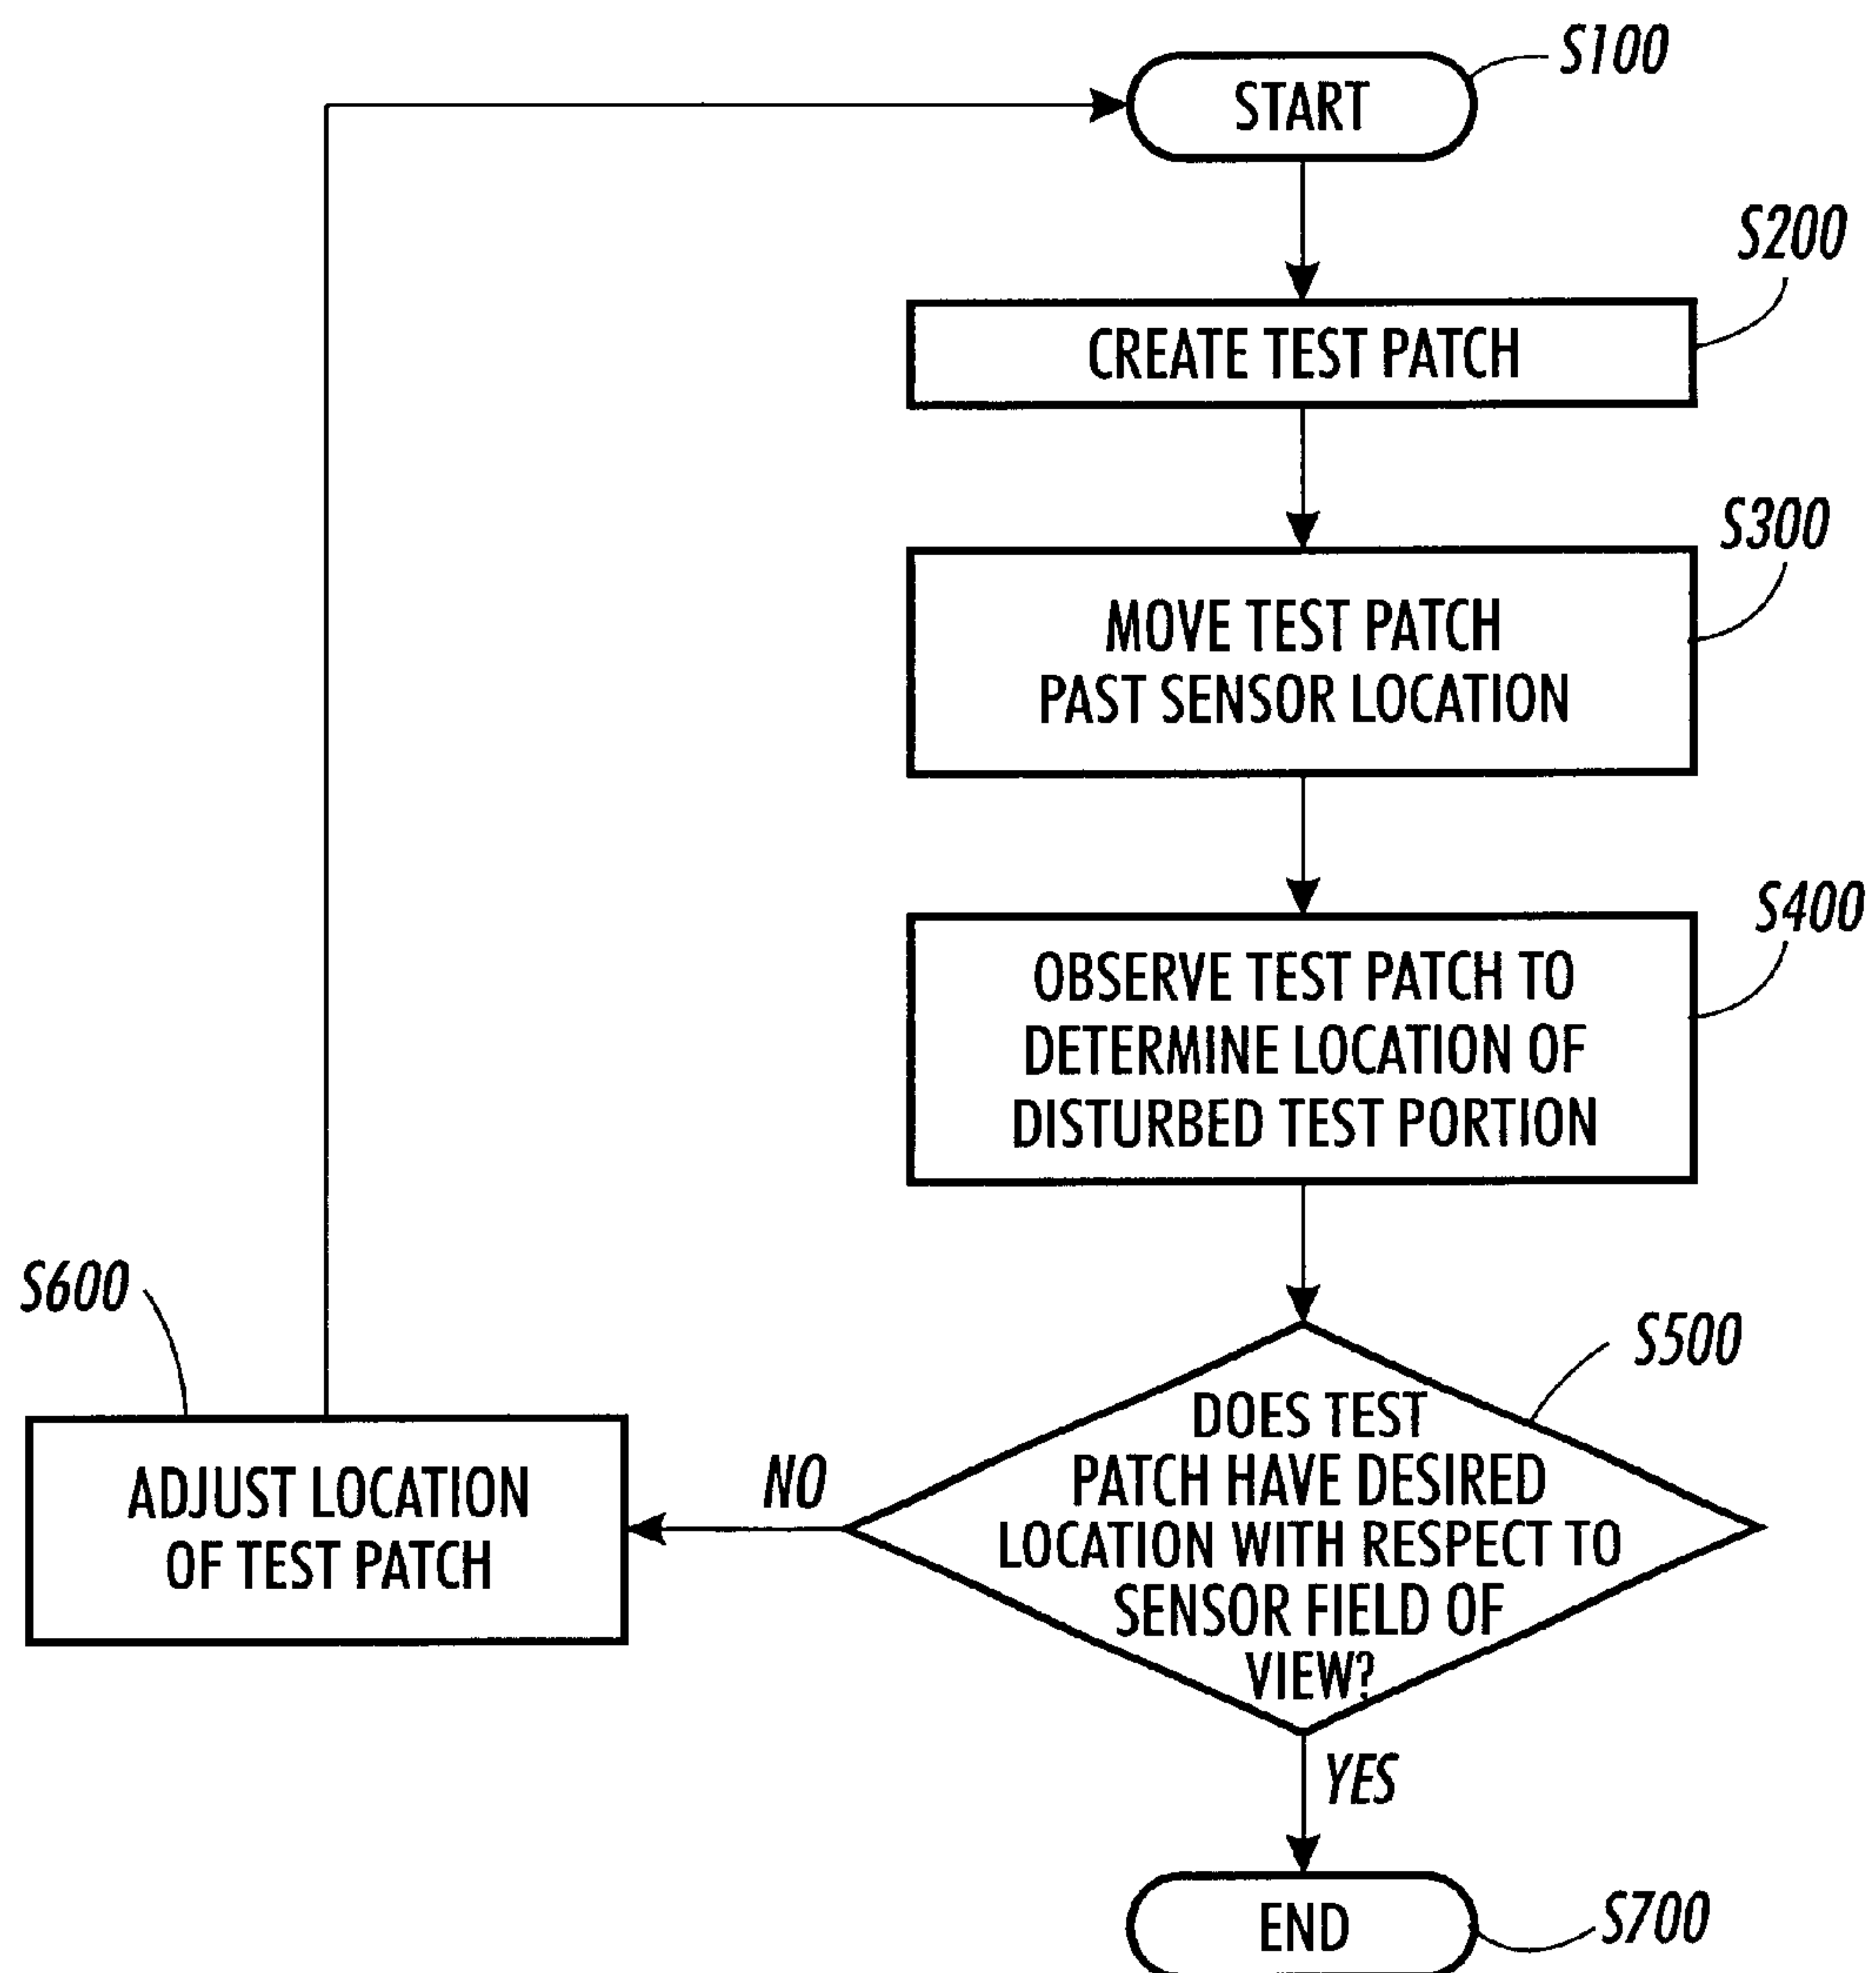 S100
START
S200
CREATE TEST PATCH
S300
MOVE TEST PATCH
PAST SENSOR LOCATION
S400
OBSERVE TEST PATCH TO
DETERMINE LOCATION OF
DISTURBED TEST PORTION
S500
DOES TEST
PATCH HAVE DESIRED
LOCATION WITH RESPECT TO
SENSOR FIELD OF
VIEW?
NO
S600
ADJUST LOCATION
OF TEST PATCH
YES
END
S700